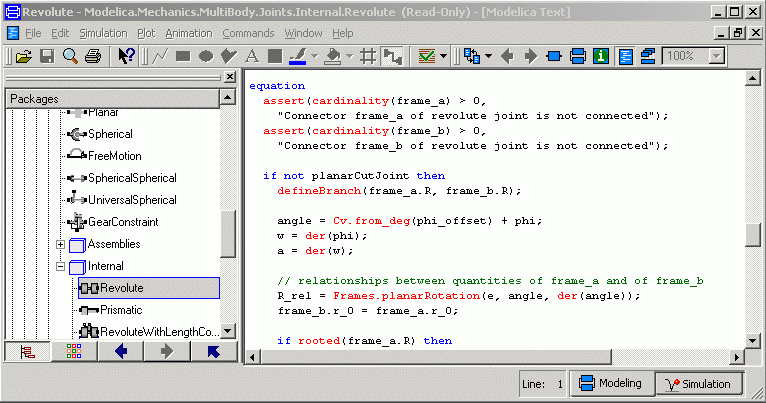 Revolute - Modelica.Mechanics.MultiBody.Joints.Internal.Revolute (Read-Only) - [Modelica Text]
File Edit Simulation Plot Animation Commands Window Help
100%
Packages
Planar
Spherical
FreeMotion
SphericalSpherical
UniversalSpherical
GearConstraint
Assemblies
Internal
Revolute
Prismatic
RevoluteWithLengthCo...
equation
assert(cardinality(frame_a) > 0,
"Connector frame_a of revolute joint is not connected");
assert(cardinality(frame_b) > 0,
"Connector frame_b of revolute joint is not connected");
if not planarCutJoint then
defineBranch(frame_a.R, frame_b.R);
angle = Cv.from_deg(phi_offset) + phi;
w = der(phi);
a = der(w);
// relationships between quantities of frame_a and of frame_b
R_rel = Frames.planarRotation(e, angle, der(angle));
frame_b.r_0 = frame_a.r_0;
if rooted(frame_a.R) then
Line: 1 Modeling Simulation